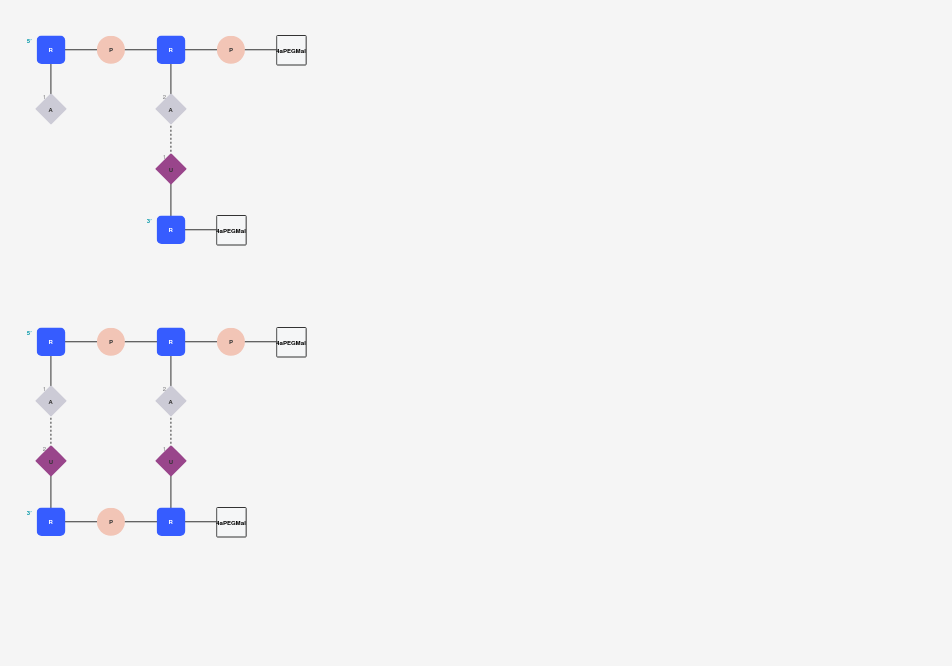 5' R P R P 4aPEGMal
1 A 2 A
1 U
3' R 4aPEGMal
5' R P R P 4aPEGMal
1 A 2 A
2 U 1 U
3' R P R 4aPEGMal